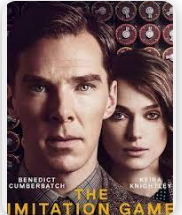 BENEDICT
CUMBERBATCH
KEIRA
KNIGHTLEY
THE
IMITATION GAME